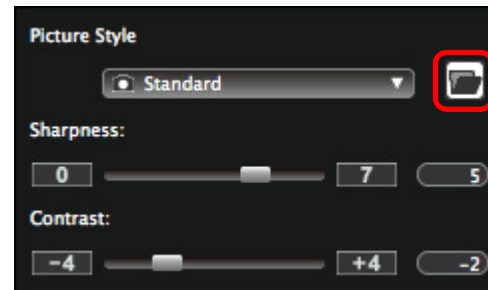 Picture Style
Standard
Sharpness:
0 7 5
Contrast:
-4 +4 -2